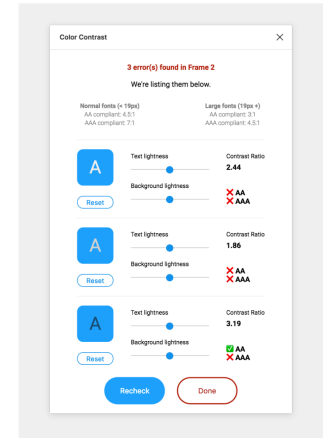 Color Contrast
3 error(s) found in Frame 2
We're listing them below.
Normal fonts (< 19px)
AA compliant: 4.5:1
AAA compliant: 7:1
Large fonts (19px +)
AA compliant: 3:1
AAA compliant: 4.5:1
A
Reset
Text lightness
Background lightness
Contrast Ratio
2.44
❌ AA
❌ AAA
A
Reset
Text lightness
Background lightness
Contrast Ratio
1.86
❌ AA
❌ AAA
A
Reset
Text lightness
Background lightness
Contrast Ratio
3.19
✅ AA
❌ AAA
Recheck
Done